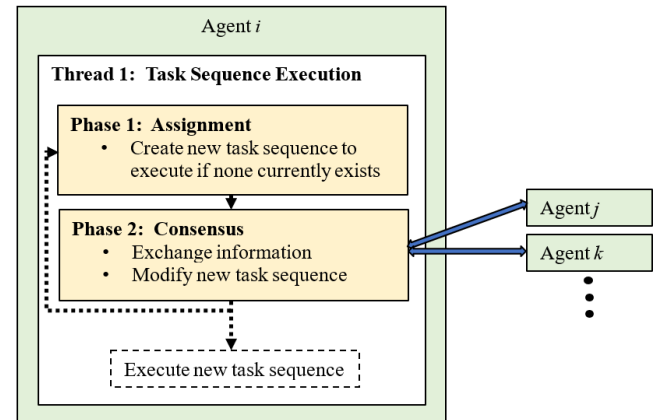 Agent i
Thread 1: Task Sequence Execution
Phase 1: Assignment
• Create new task sequence to
execute if none currently exists
Phase 2: Consensus
• Exchange information
• Modify new task sequence
Agent j
Agent k
Execute new task sequence